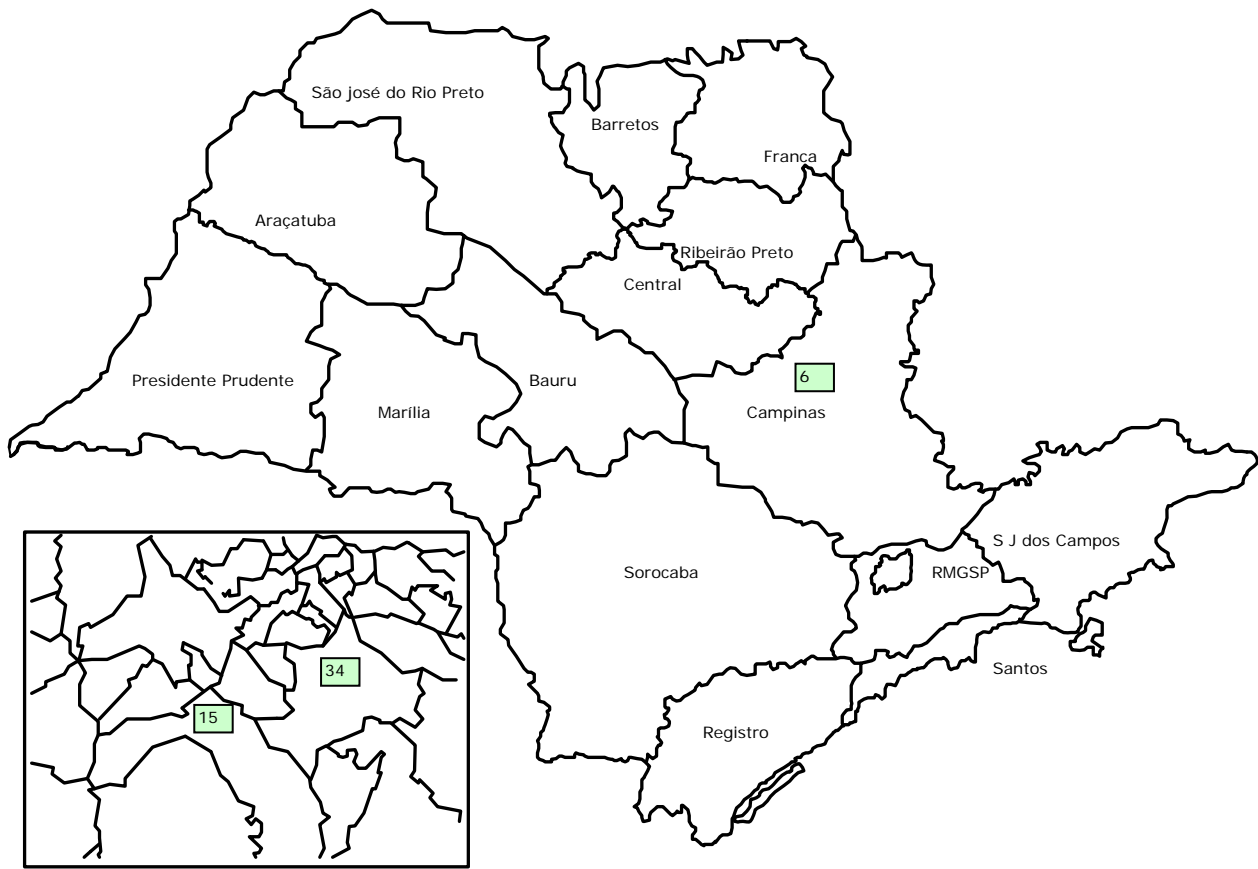 São josé do Rio Preto
Barretos
Franca
Araçatuba
Ribeirão Preto
Central
Presidente Prudente
Marília
Bauru
6
Campinas
S J dos Campos
Sorocaba
RMGSP
34
Santos
15
Registro